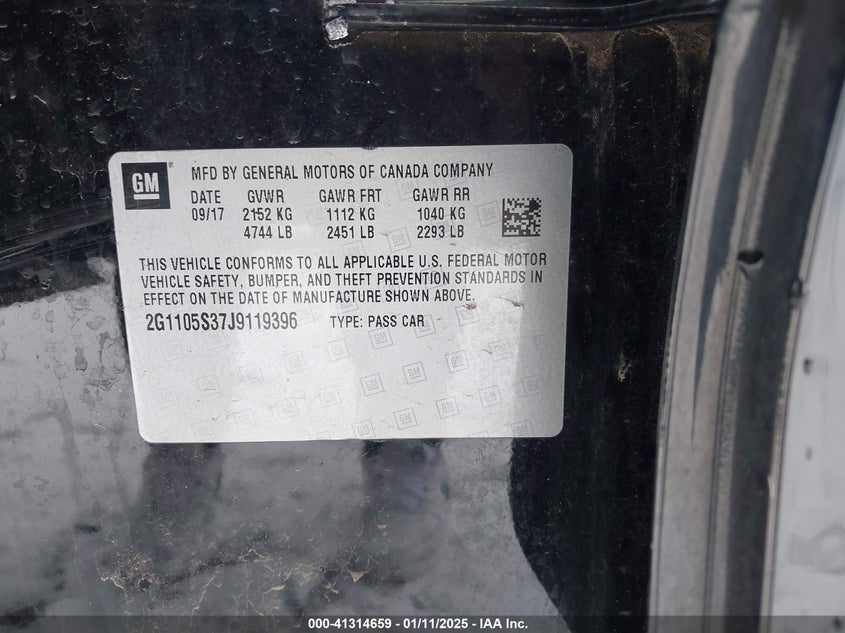 GM
MFD BY GENERAL MOTORS OF CANADA COMPANY
DATE GVWR GAWR FRT GAWR RR
09/17 2152 KG 1112 KG 1040 KG
4744 LB 2451 LB 2293 LB
THIS VEHICLE CONFORMS TO ALL APPLICABLE U.S. FEDERAL MOTOR
VEHICLE SAFETY, BUMPER, AND THEFT PREVENTION STANDARDS IN
EFFECT ON THE DATE OF MANUFACTURE SHOWN ABOVE.
2G1105S37J9119396 TYPE: PASS CAR
000-41314659 - 01/11/2025 - IAA Inc.